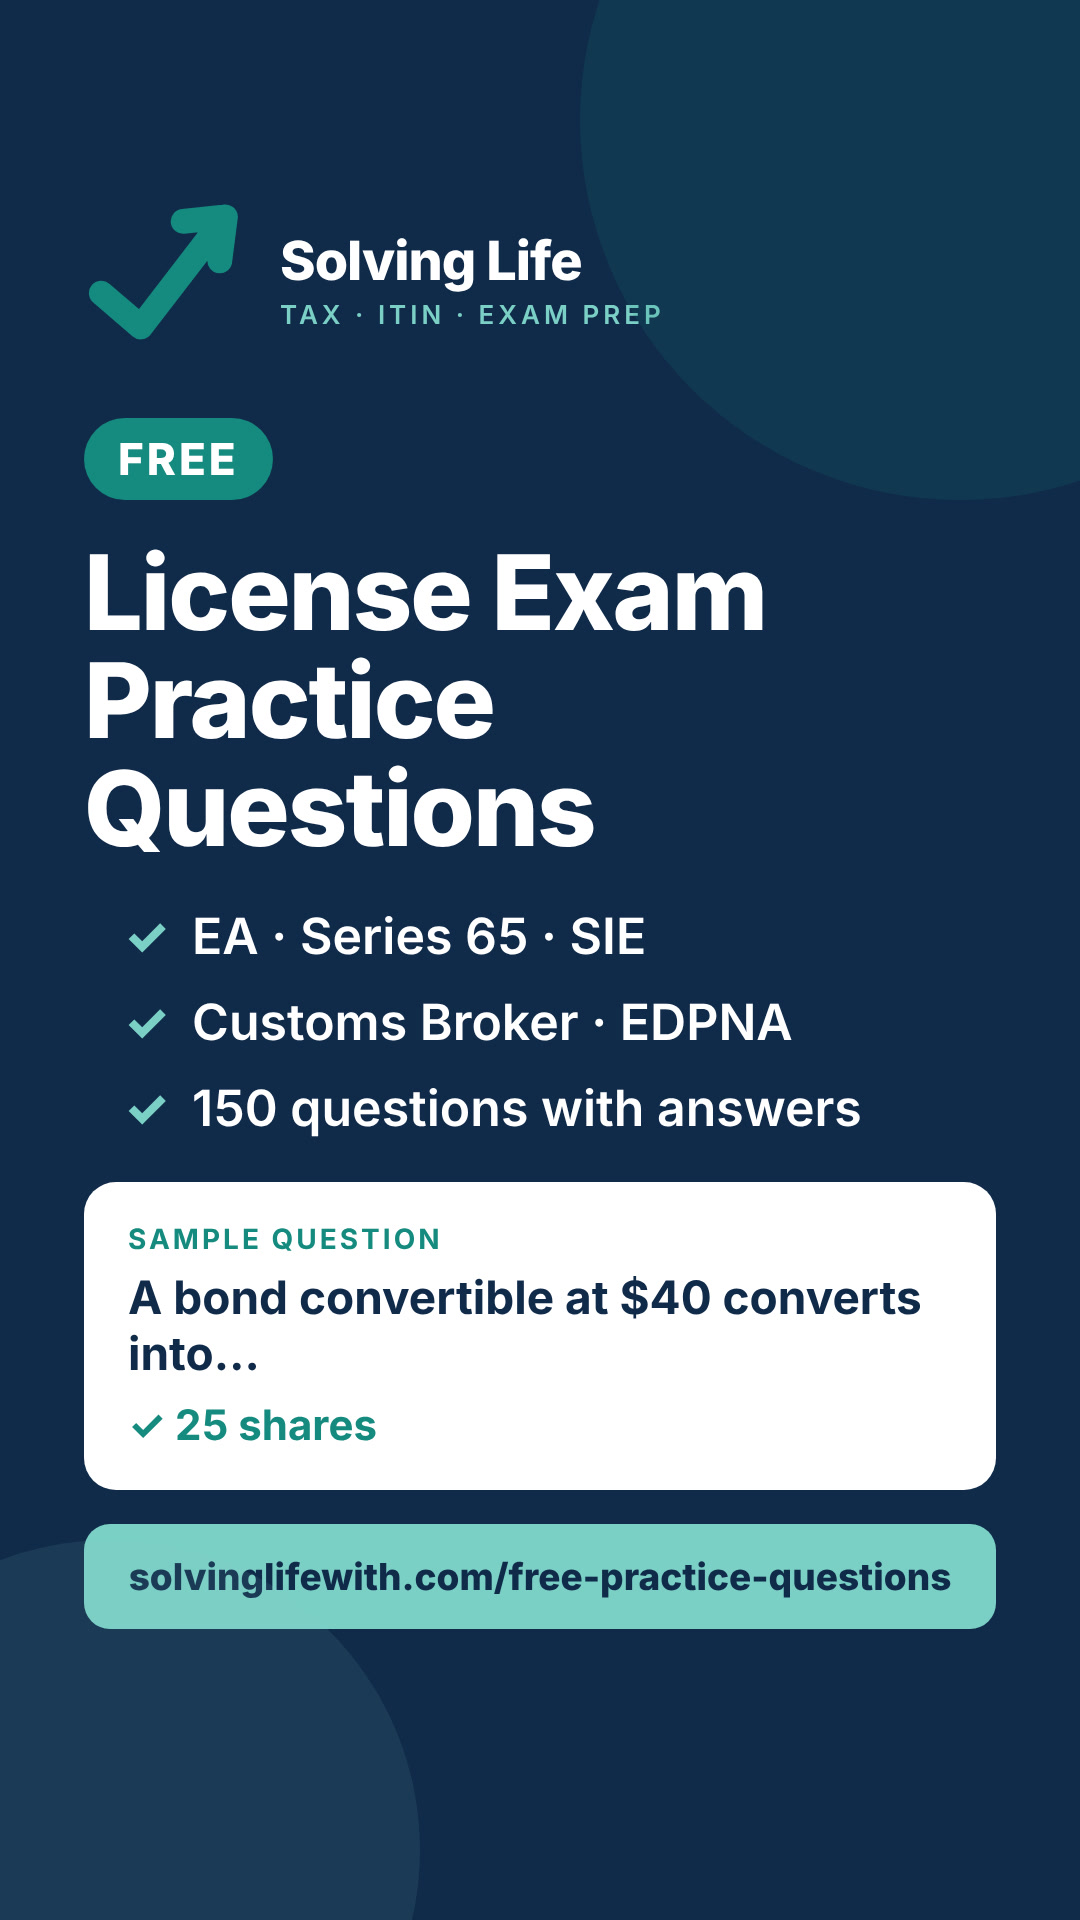 Solving Life
TAX · ITIN · EXAM PREP
FREE
License Exam
Practice
Questions
✓ EA · Series 65 · SIE
✓ Customs Broker · EDPNA
✓ 150 questions with answers
SAMPLE QUESTION
A bond convertible at $40 converts
into…
✓ 25 shares
solvinglifewith.com/free-practice-questions